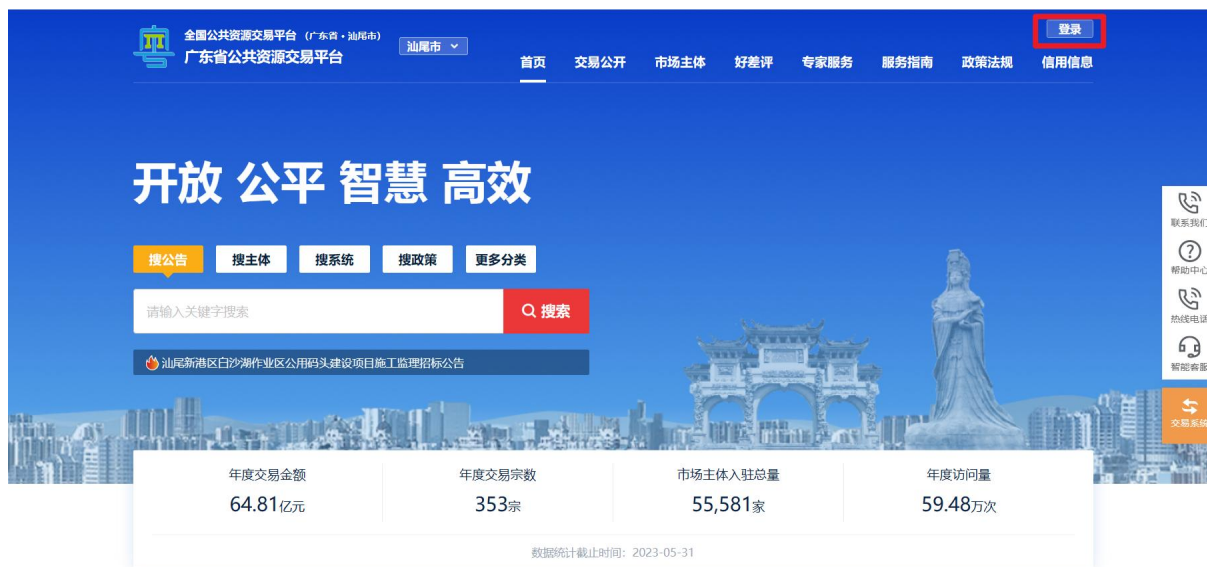 全国公共资源交易平台 (广东省·汕尾市)
广东省公共资源交易平台
汕尾市
登录
首页 交易公开 市场主体 好差评 专家服务 服务指南 政策法规 信用信息
开放 公平 智慧 高效
搜公告 搜主体 搜系统 搜政策 更多分类
请输入关键字搜索 搜索
汕尾新港区白沙湖作业区公用码头建设项目施工监理招标公告
联系我们
帮助中心
热线电话
智能客服
交易系统
年度交易金额 年度交易宗数 市场主体入驻总量 年度访问量
64.81亿元 353宗 55,581家 59.48万次
数据统计截止时间：2023-05-31